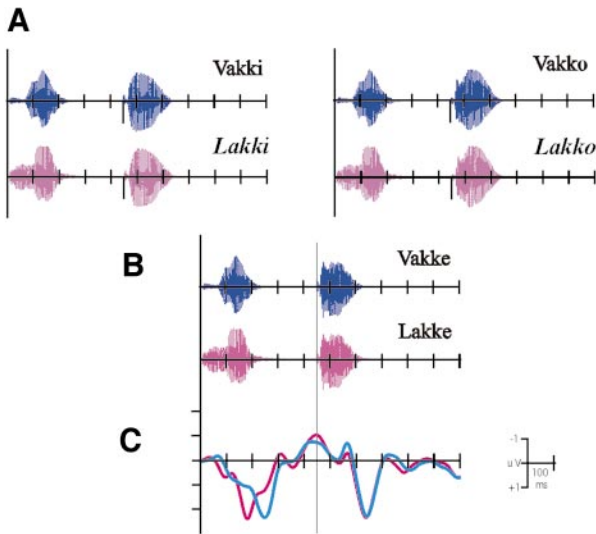 A
Vakki
Vakko
Lakki
Lakko
B
Vakke
Lakke
C
-1
uV
100
+1
ms